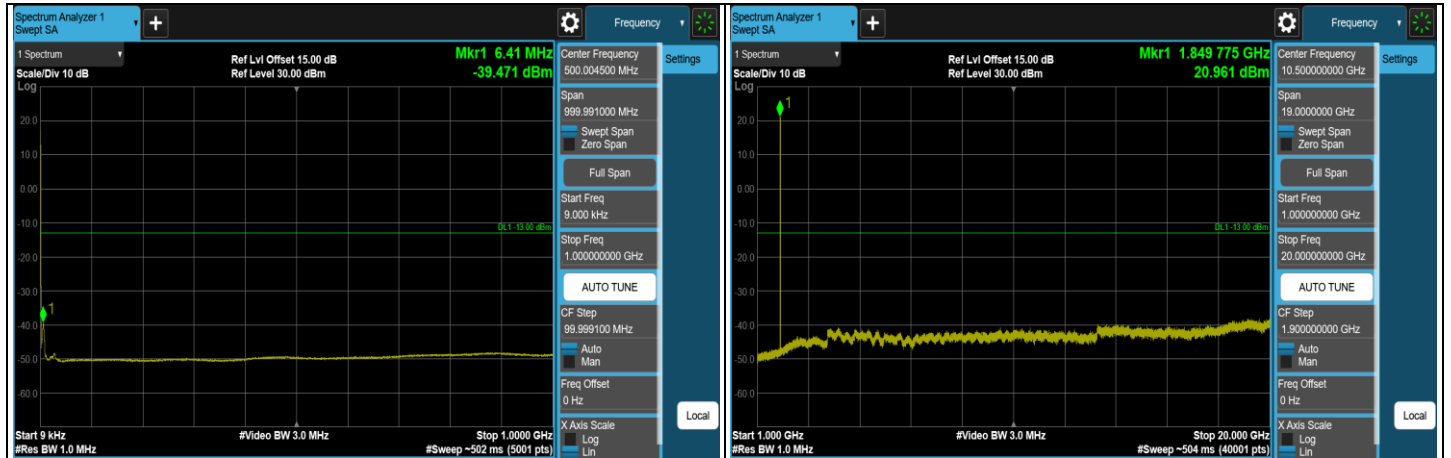 Spectrum Analyzer 1
Swept SA
+
Frequency
1 Spectrum
Scale/Div 10 dB
Log
Ref Lvl Offset 15.00 dB
Ref Level 30.00 dBm
Mkr1 6.41 MHz
-39.471 dBm
1
20.0
10.0
0.00
-10.0
-20.0
-30.0
-40.0
-50.0
-60.0
DL1 -13.00 dBm
1
Start 9 kHz
#Res BW 1.0 MHz
#Video BW 3.0 MHz
Stop 1.0000 GHz
#Sweep ~502 ms (5001 pts)
Center Frequency
500.004500 MHz
Span
999.991000 MHz
Swept Span
Zero Span
Full Span
Start Freq
9.000 kHz
Stop Freq
1.000000000 GHz
AUTO TUNE
CF Step
99.999100 MHz
Auto
Man
Freq Offset
0 Hz
X Axis Scale
Log
Lin
Settings
Local
Spectrum Analyzer 1
Swept SA
+
Frequency
1 Spectrum
Scale/Div 10 dB
Log
Ref Lvl Offset 15.00 dB
Ref Level 30.00 dBm
Mkr1 1.849 775 GHz
20.961 dBm
1
20.0
10.0
0.00
-10.0
-20.0
-30.0
-40.0
-50.0
-60.0
DL1 -13.00 dBm
Start 1.000 GHz
#Res BW 1.0 MHz
#Video BW 3.0 MHz
Stop 20.000 GHz
#Sweep ~504 ms (40001 pts)
Center Frequency
10.500000000 GHz
Span
19.0000000 GHz
Swept Span
Zero Span
Full Span
Start Freq
1.000000000 GHz
Stop Freq
20.000000000 GHz
AUTO TUNE
CF Step
1.900000000 GHz
Auto
Man
Freq Offset
0 Hz
X Axis Scale
Log
Lin
Settings
Local